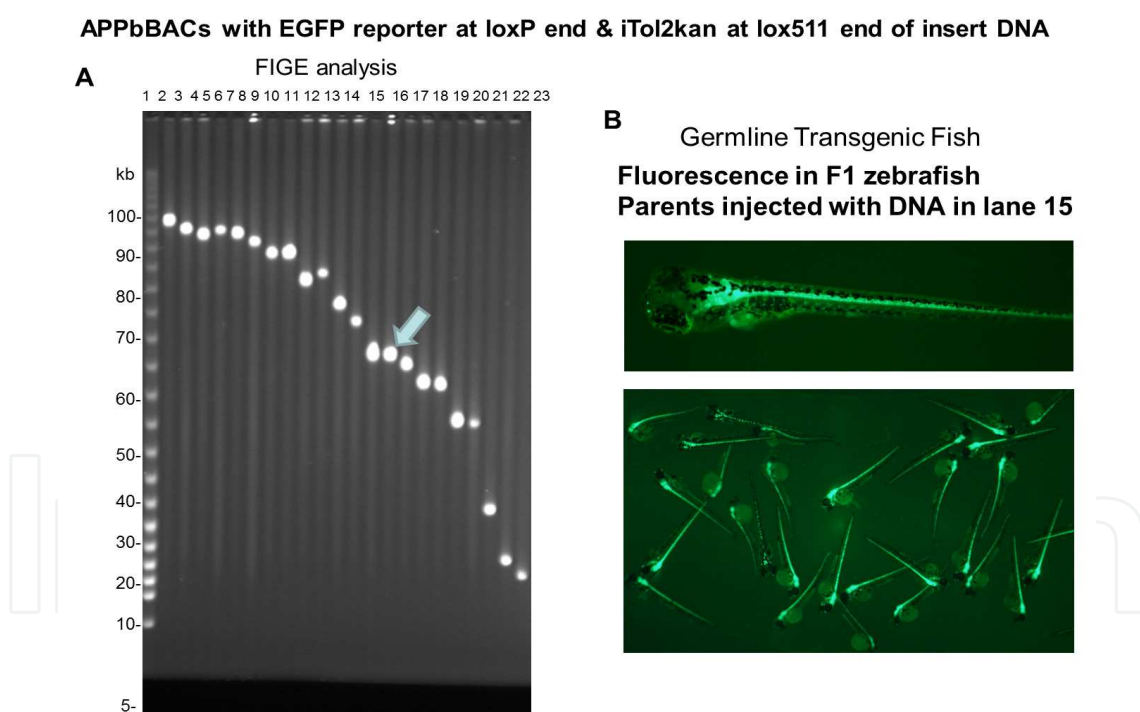 APPbBACs with EGFP reporter at loxP end & iTol2kan at lox511 end of insert DNA
A
FIGE analysis
1 2 3 4 5 6 7 8 9 10 11 12 13 14 15 16 17 18 19 20 21 22 23
kb
100-
90-
80-
70-
60-
50-
40-
30-
20-
10-
5-
B
Germline Transgenic Fish
Fluorescence in F1 zebrafish
Parents injected with DNA in lane 15